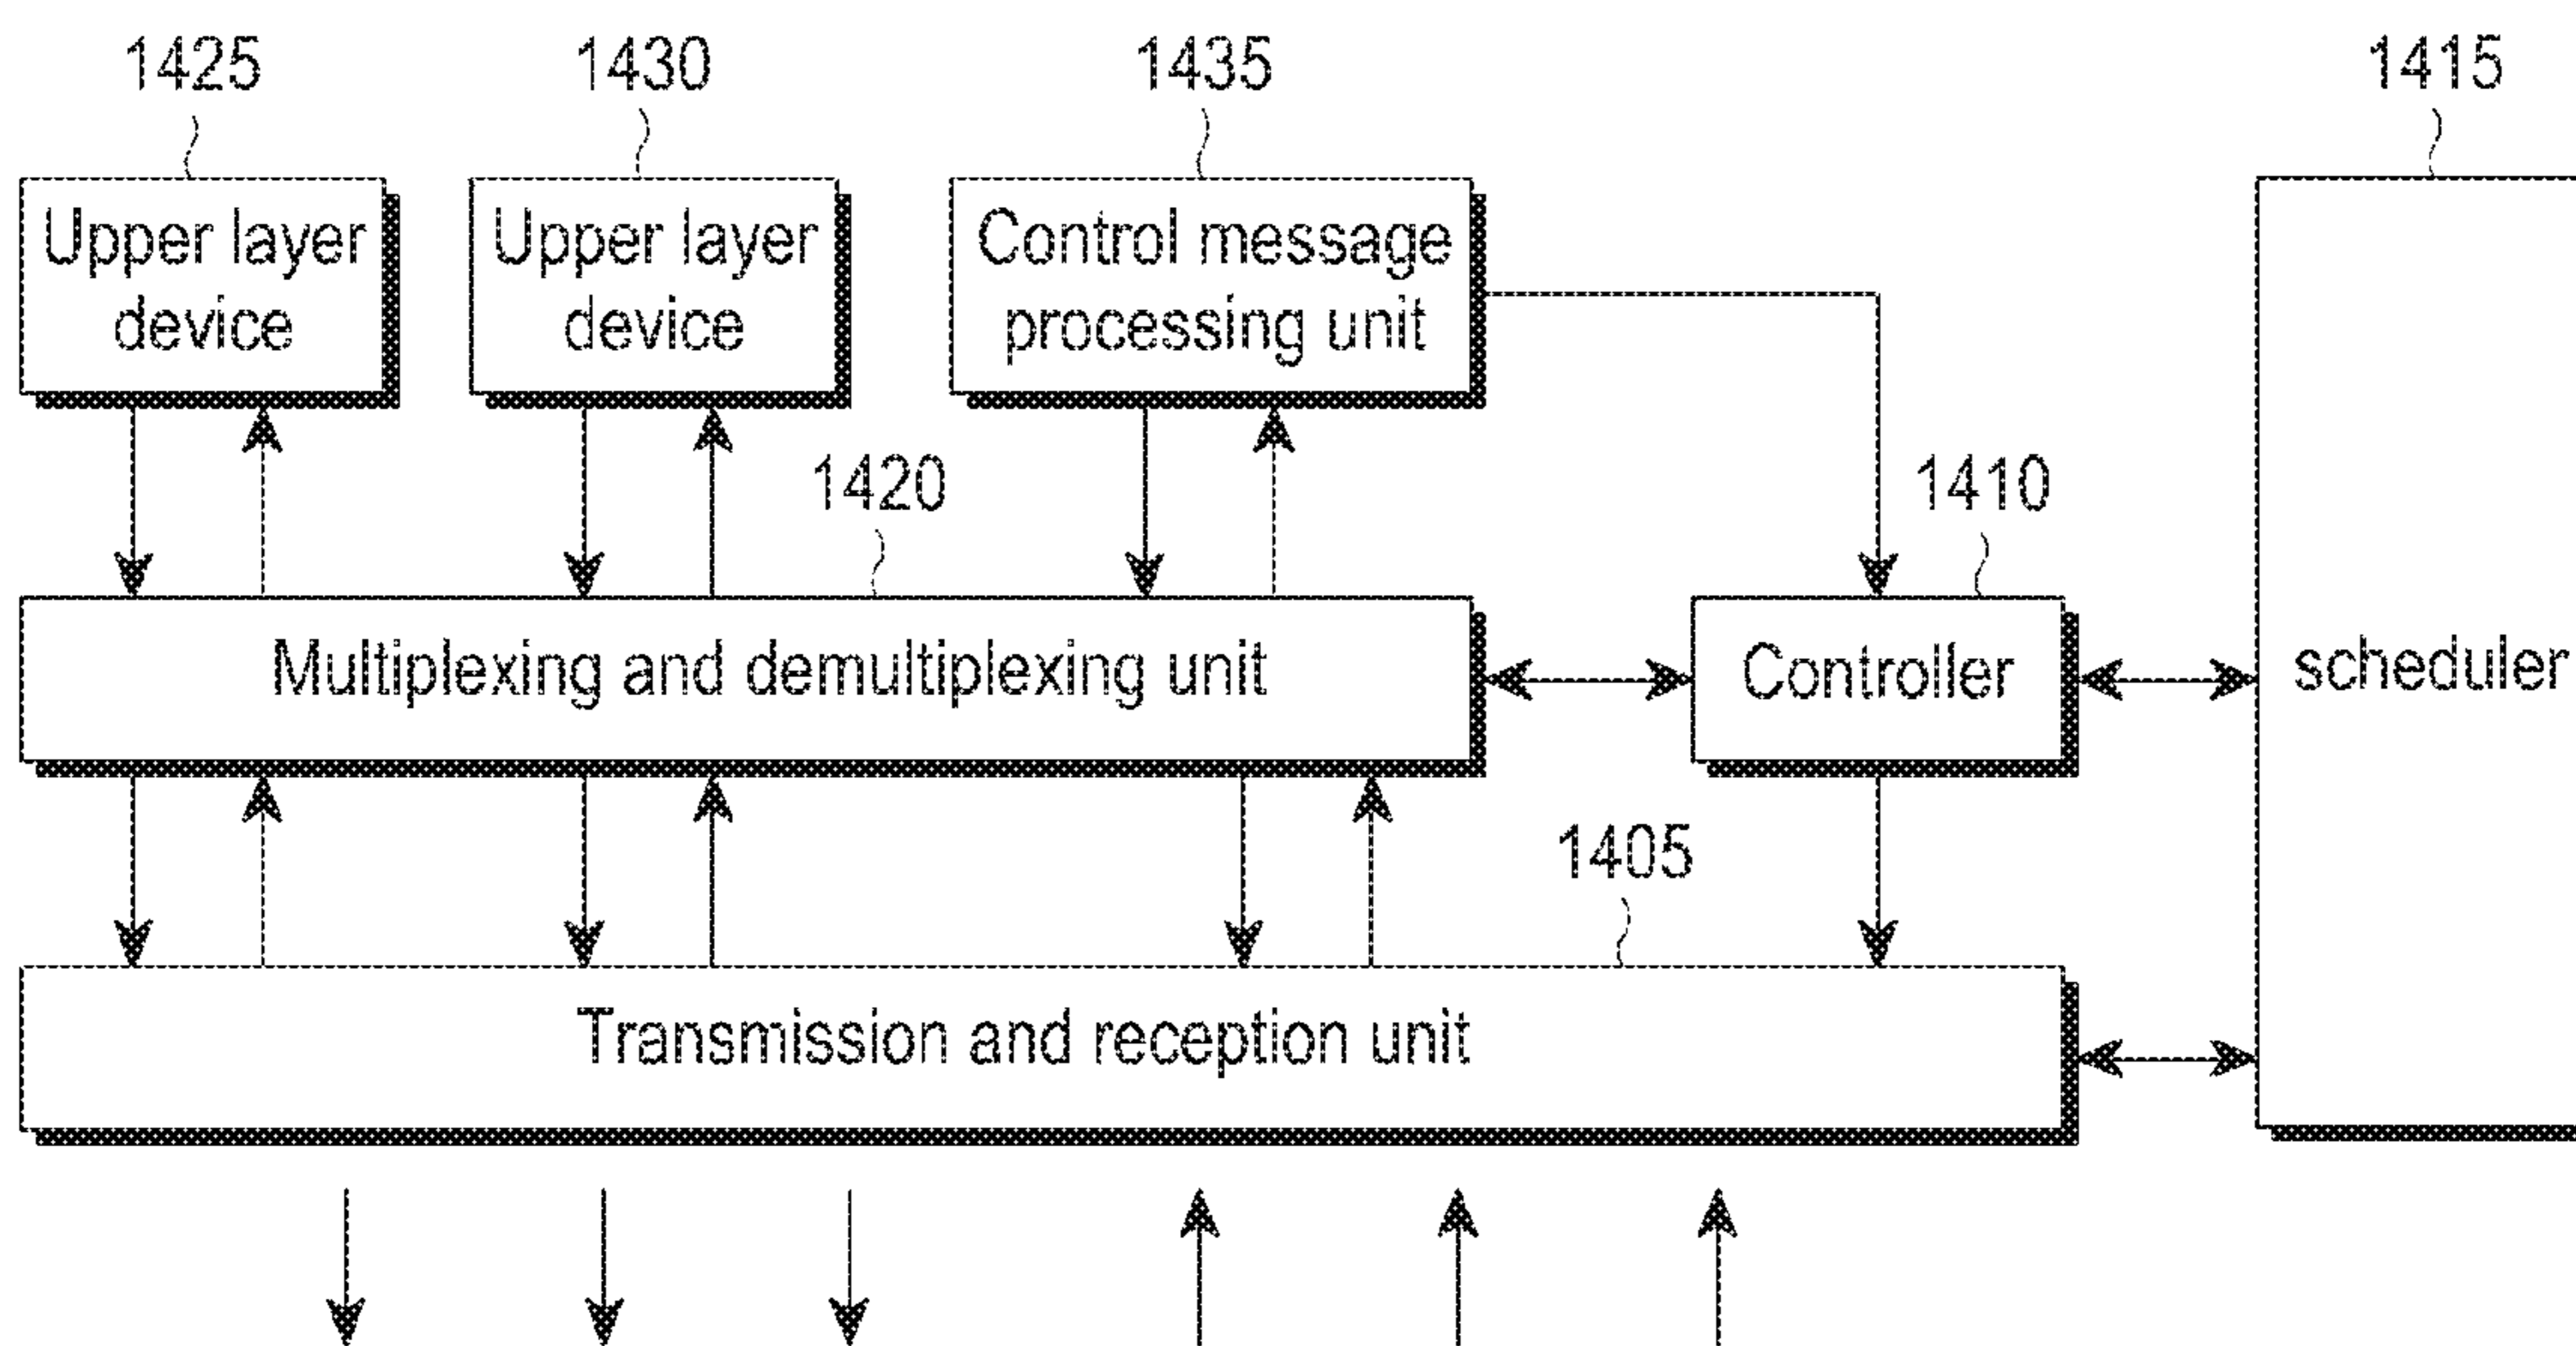 1425
1430
1435
1415
Upper layer
device
Upper layer
device
Control message
processing unit
1420
1410
Multiplexing and demultiplexing unit
Controller
scheduler
1405
Transmission and reception unit